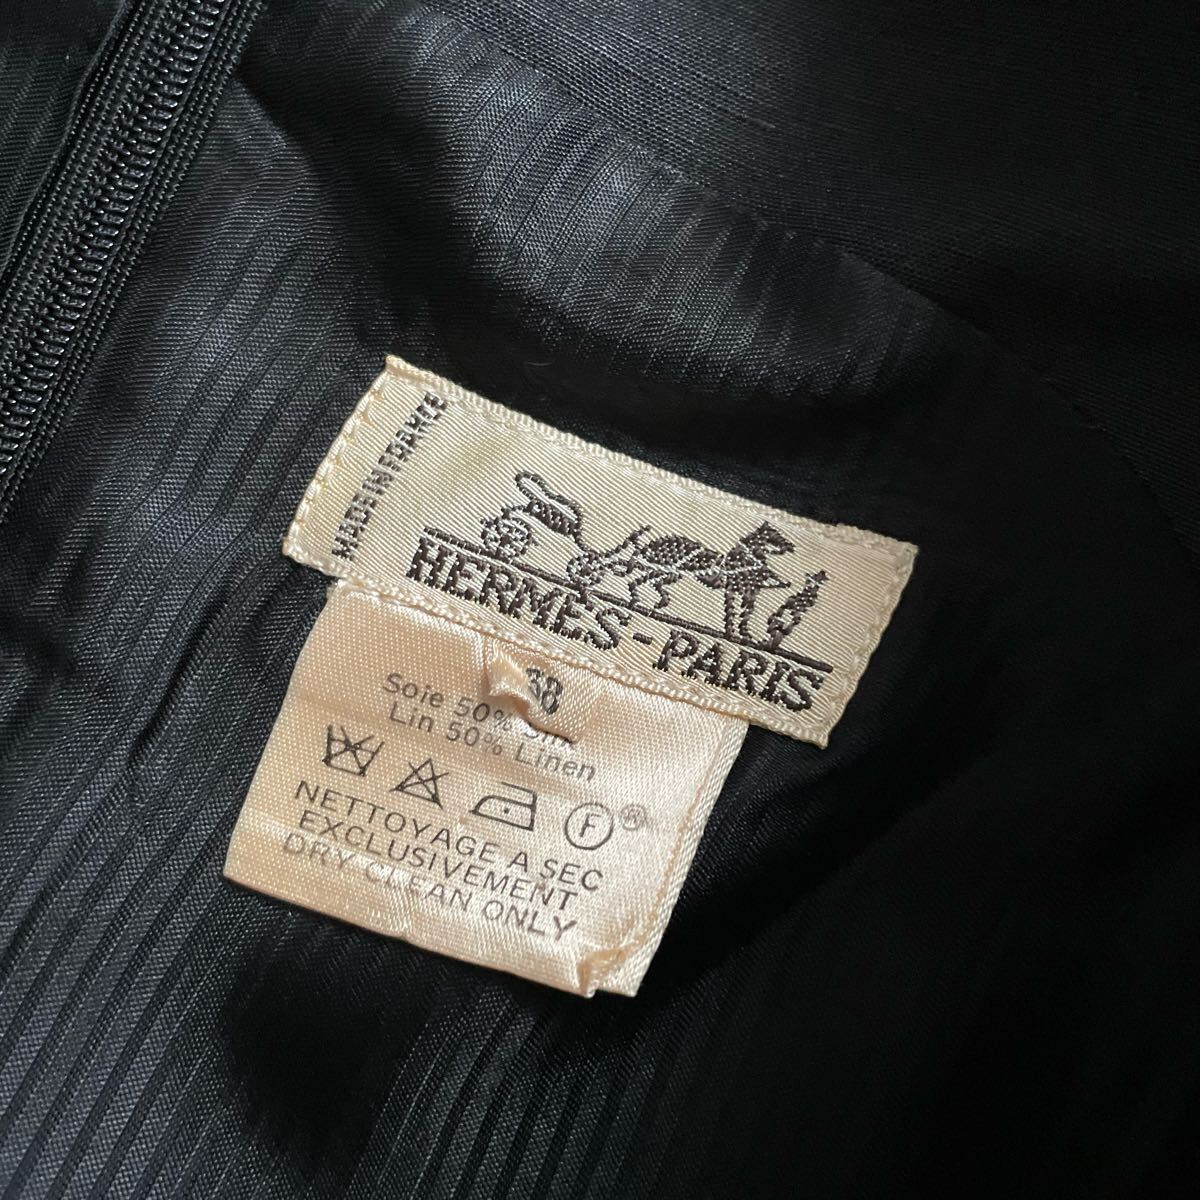 MADE IN FRANCE
HERMES-PARIS
38
Soie 50% Silk
Lin 50% Linen
F ®
NETTOYAGE A SEC
EXCLUSIVEMENT
DRY CLEAN ONLY